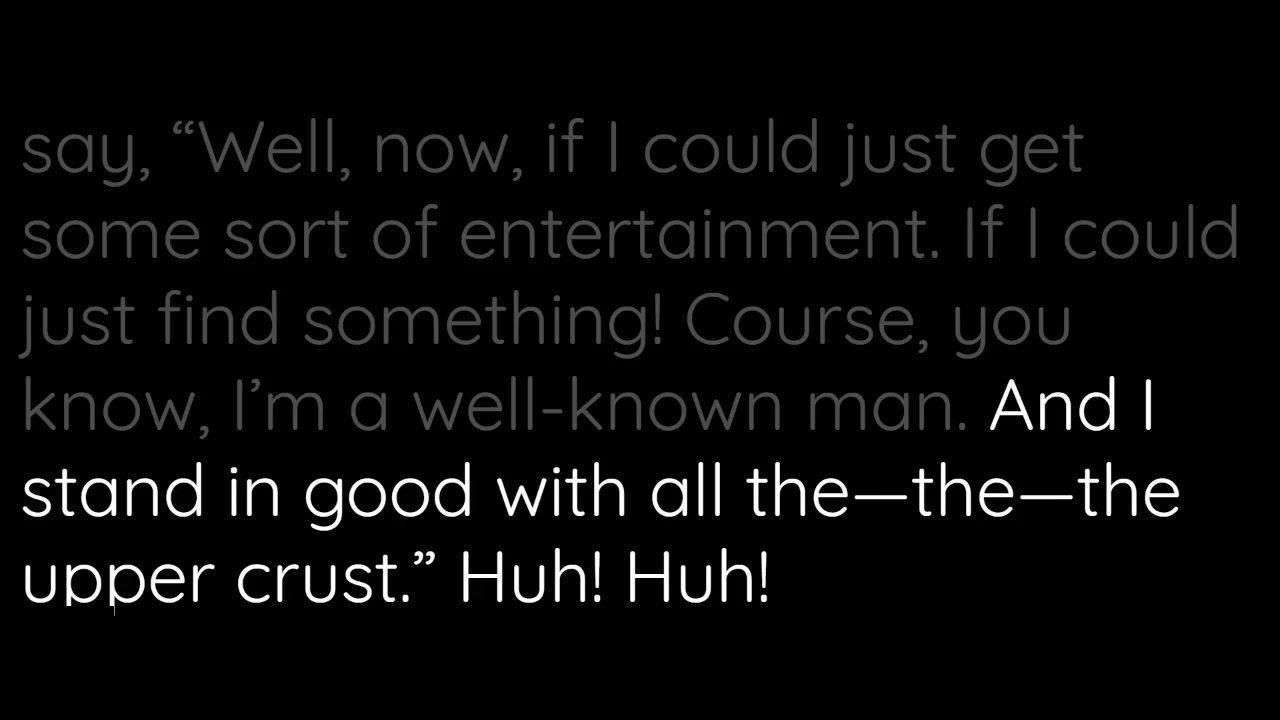 say, “Well, now, if I could just get
some sort of entertainment. If I could
just find something! Course, you
know, I’m a well-known man. And I
stand in good with all the—the—the
upper crust.” Huh! Huh!